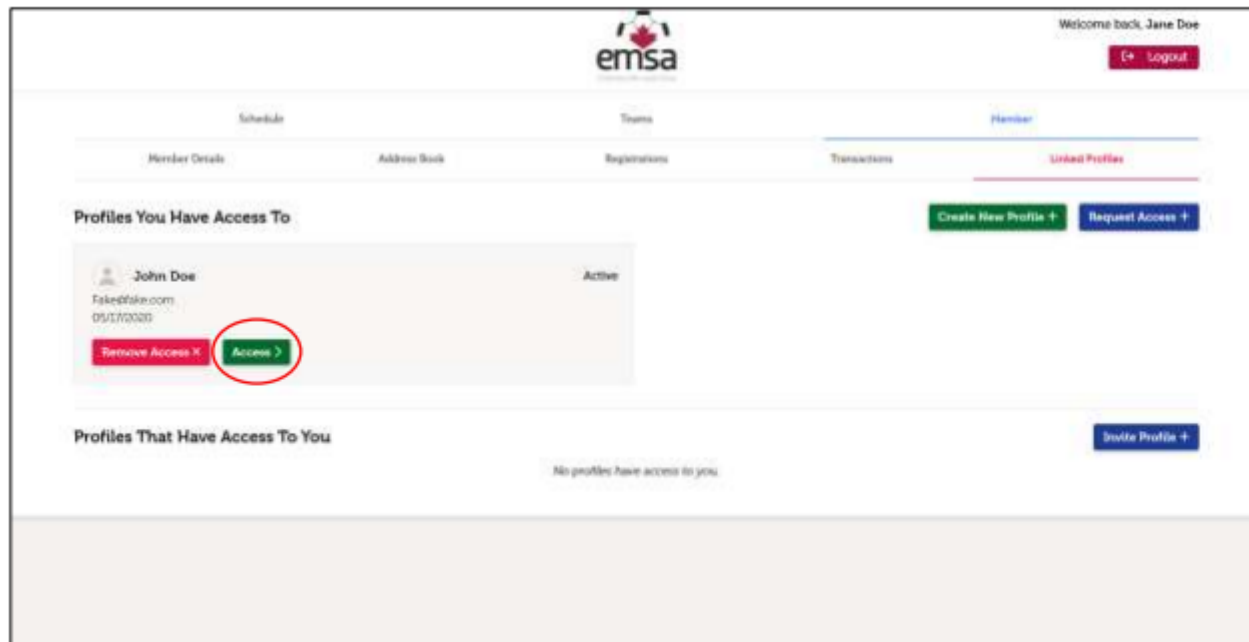 Welcome back, Jane Doe
emsa
Logout
Schedule Teams Member
Member Details Address Book Registrations Transactions Linked Profiles
Profiles You Have Access To
Create New Profile + Request Access +
John Doe Active
Fake@fake.com
05/17/2020
Remove Access X Access >
Profiles That Have Access To You
Invite Profile +
No profiles have access to you.